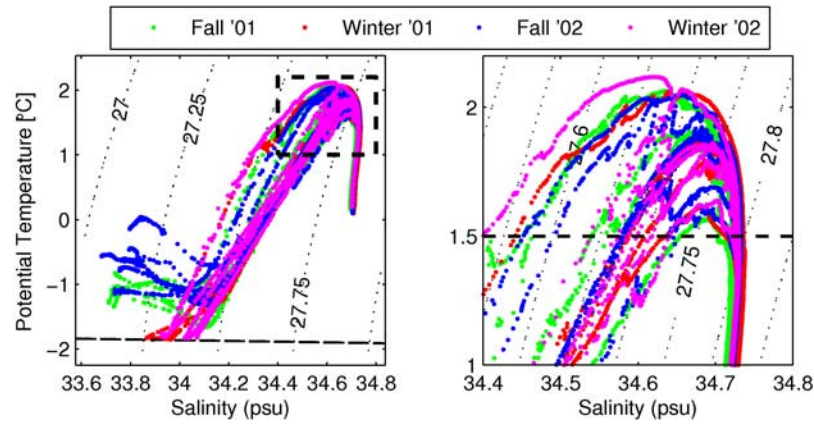 Fall '01 Winter '01 Fall '02 Winter '02
Potential Temperature [°C]
2
1
0
−1
−2
27
27.25
27.75
33.6 33.8 34 34.2 34.4 34.6 34.8
Salinity (psu)
2
1.5
1
27.6
27.8
27.75
34.4 34.5 34.6 34.7 34.8
Salinity (psu)